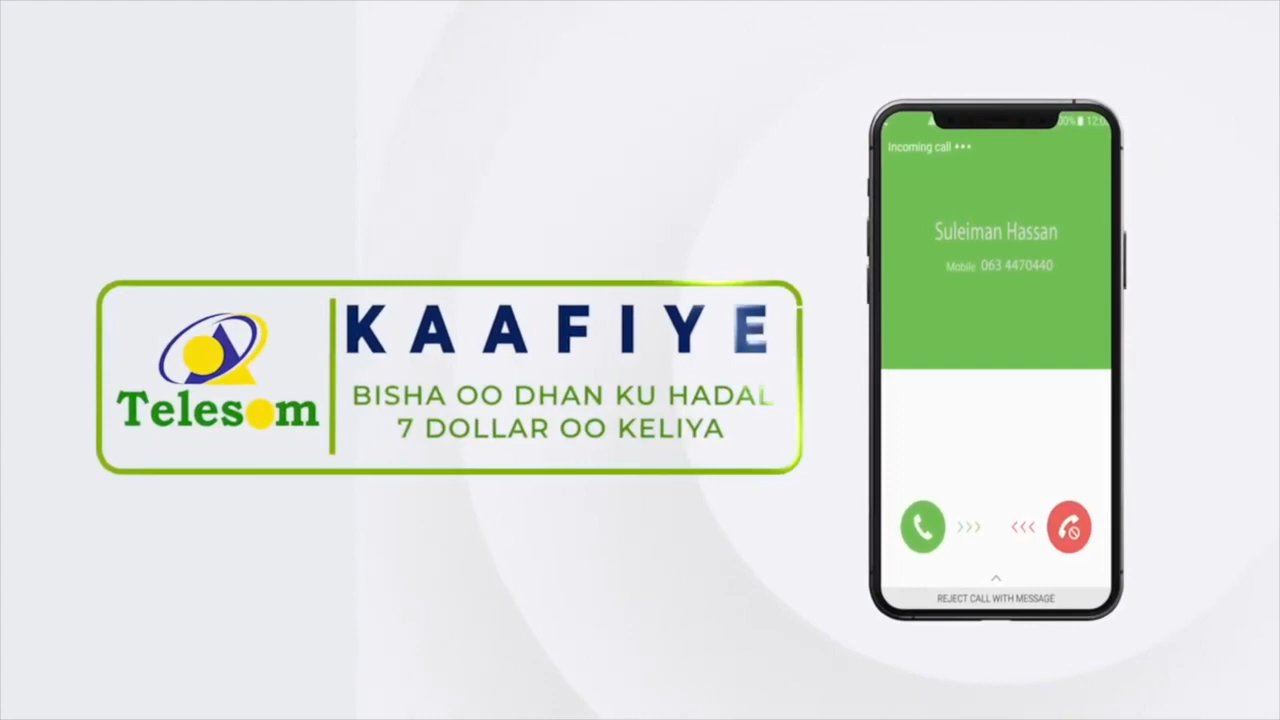 Telesom
KAAFIYE
BISHA OO DHAN KU HADAL
7 DOLLAR OO KELIYA
Incoming call •••
Suleiman Hassan
Mobile 063 4470440
REJECT CALL WITH MESSAGE